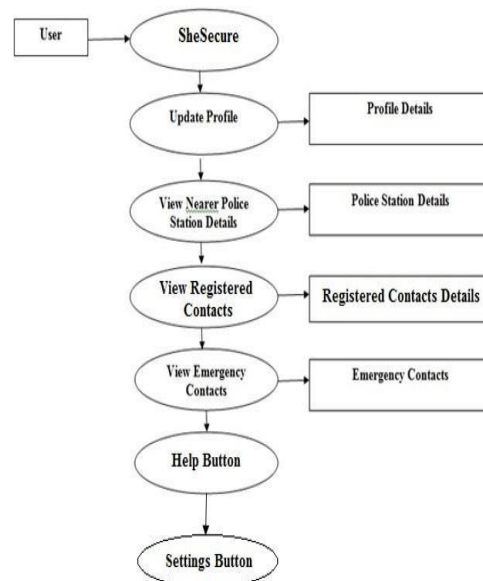 User
SheSecure
Update Profile
Profile Details
View Nearer Police
Station Details
Police Station Details
View Registered
Contacts
Registered Contacts Details
View Emergency
Contacts
Emergency Contacts
Help Button
Settings Button